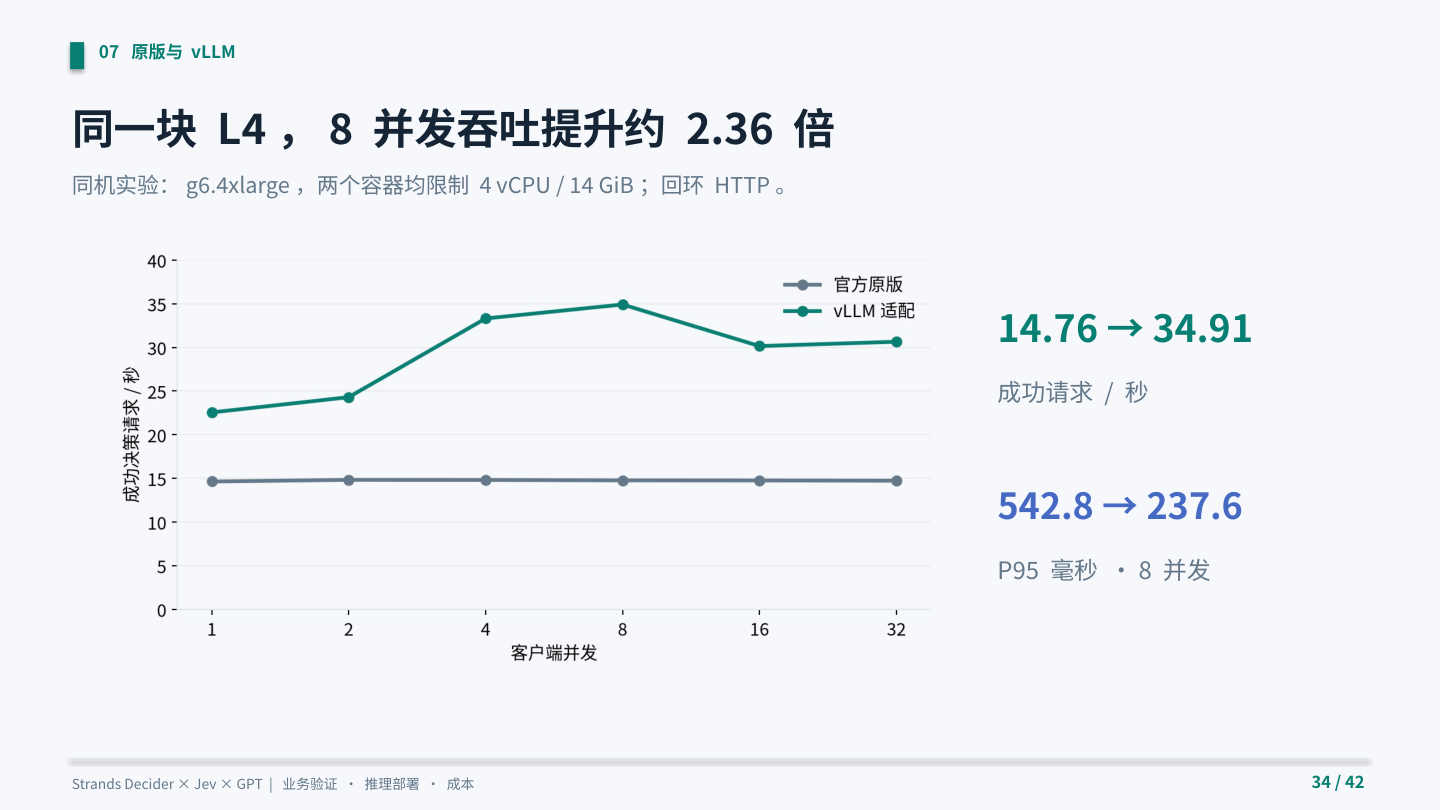 07 原版与 vLLM
同一块 L4， 8 并发吞吐提升约 2.36 倍
同机实验： g6.4xlarge，两个容器均限制 4 vCPU / 14 GiB； 回环 HTTP。
40
35
30
25
20
15
10
5
0
成功决策请求 / 秒
官方原版
vLLM 适配
1 2 4 8 16 32
客户端并发
14.76 → 34.91
成功请求 / 秒
542.8 → 237.6
P95 毫秒 · 8 并发
Strands Decider × Jev × GPT | 业务验证 · 推理部署 · 成本
34 / 42